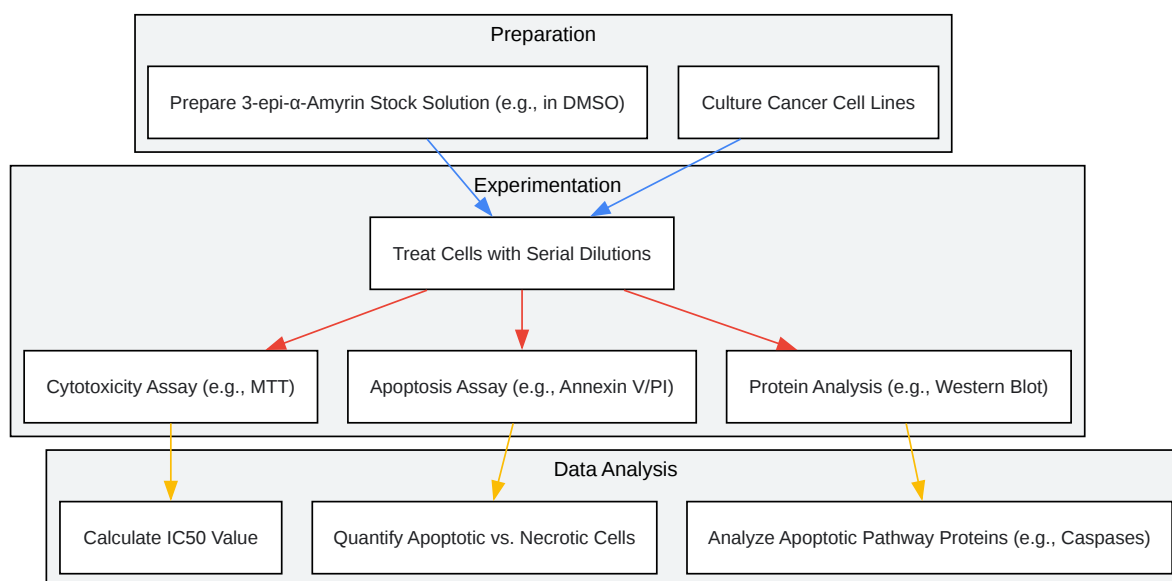 Preparation
Prepare 3-epi-α-Amyrin Stock Solution (e.g., in DMSO)
Culture Cancer Cell Lines
Experimentation
Treat Cells with Serial Dilutions
Cytotoxicity Assay (e.g., MTT)
Apoptosis Assay (e.g., Annexin V/PI)
Protein Analysis (e.g., Western Blot)
Data Analysis
Calculate IC50 Value
Quantify Apoptotic vs. Necrotic Cells
Analyze Apoptotic Pathway Proteins (e.g., Caspases)